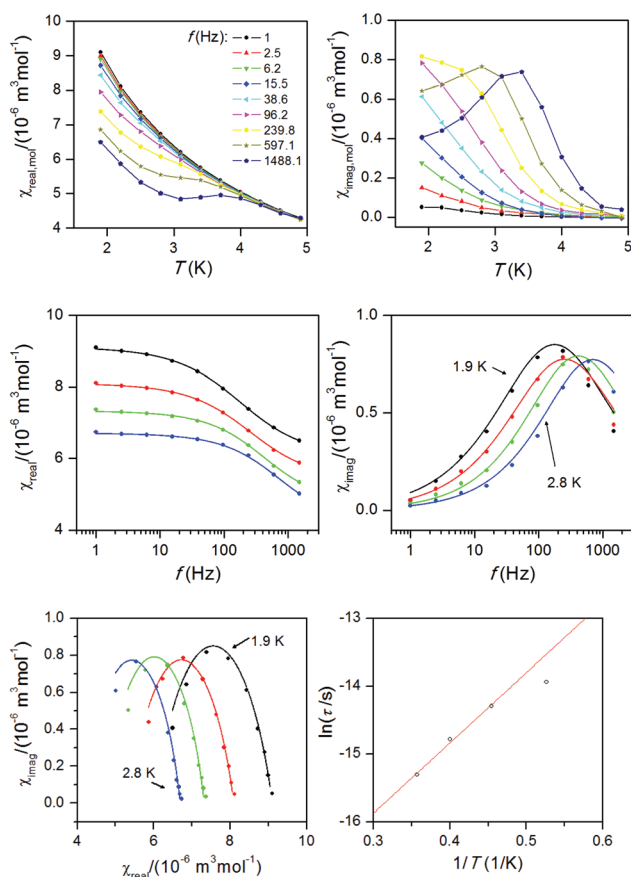 f(Hz):
1
2.5
6.2
15.5
38.6
96.2
239.8
597.1
1488.1
χreal,mol/(10⁻⁶ m³mol⁻¹)
10
9
8
7
6
5
4
2 3 4 5
T(K)
χimag,mol/(10⁻⁶ m³mol⁻¹)
1.0
0.8
0.6
0.4
0.2
0.0
2 3 4 5
T(K)
χreal/(10⁻⁶ m³mol⁻¹)
10
8
6
4
1 10 100 1000
f(Hz)
χimag/(10⁻⁶ m³mol⁻¹)
1.0
0.5
0.0
1.9 K
2.8 K
1 10 100 1000
f(Hz)
χimag/(10⁻⁶ m³mol⁻¹)
1.0
0.8
0.6
0.4
0.2
0.0
1.9 K
2.8 K
4 6 8 10
χreal/(10⁻⁶ m³mol⁻¹)
ln(τ/s)
-13
-14
-15
-16
0.3 0.4 0.5 0.6
1/T(1/K)